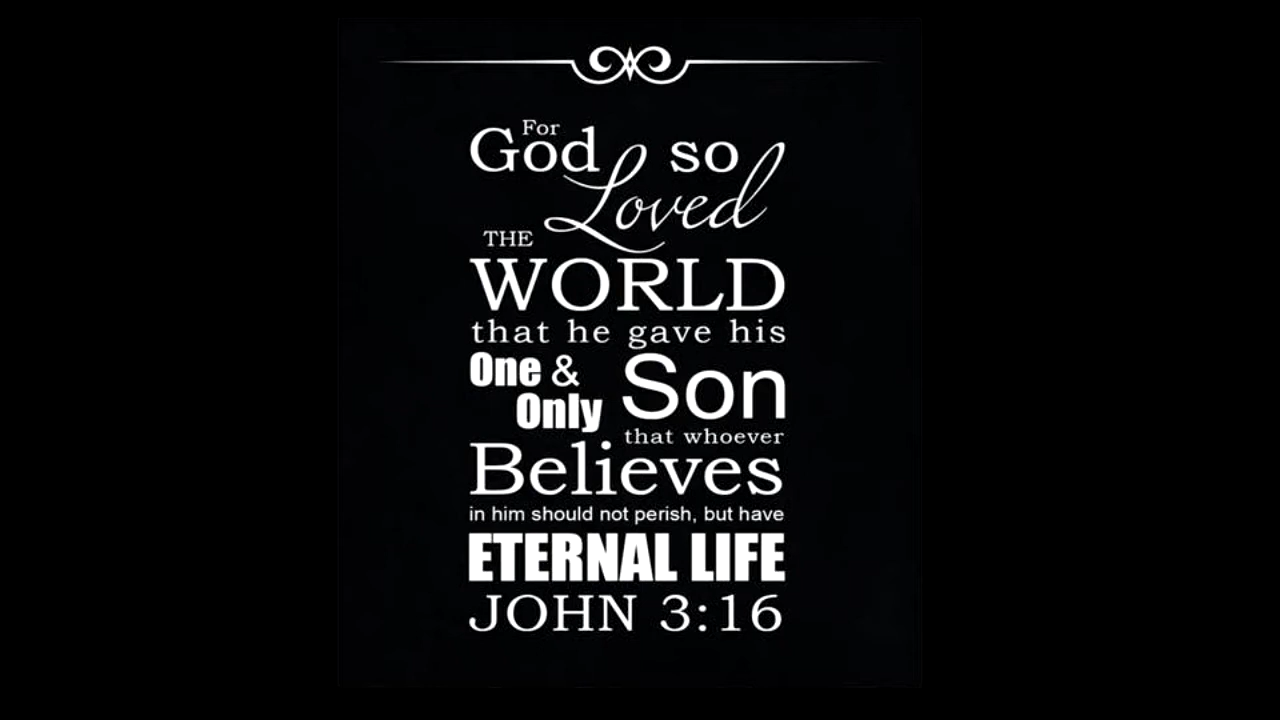 For
God so
Loved
THE
WORLD
that he gave his
One &
Only Son
that whoever
Believes
in him should not perish, but have
ETERNAL LIFE
JOHN 3:16